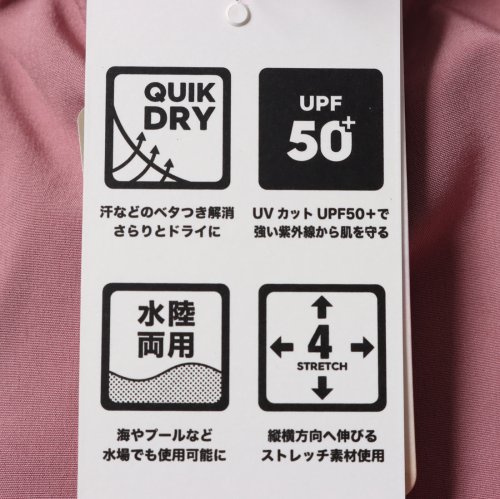 QUIK
DRY
汗などのベタつき解消
さらりとドライに
UPF
50+
UVカットUPF50+で
強い紫外線から肌を守る
水陸
両用
海やプールなど
水場でも使用可能に
4
STRETCH
縦横方向へ伸びる
ストレッチ素材使用